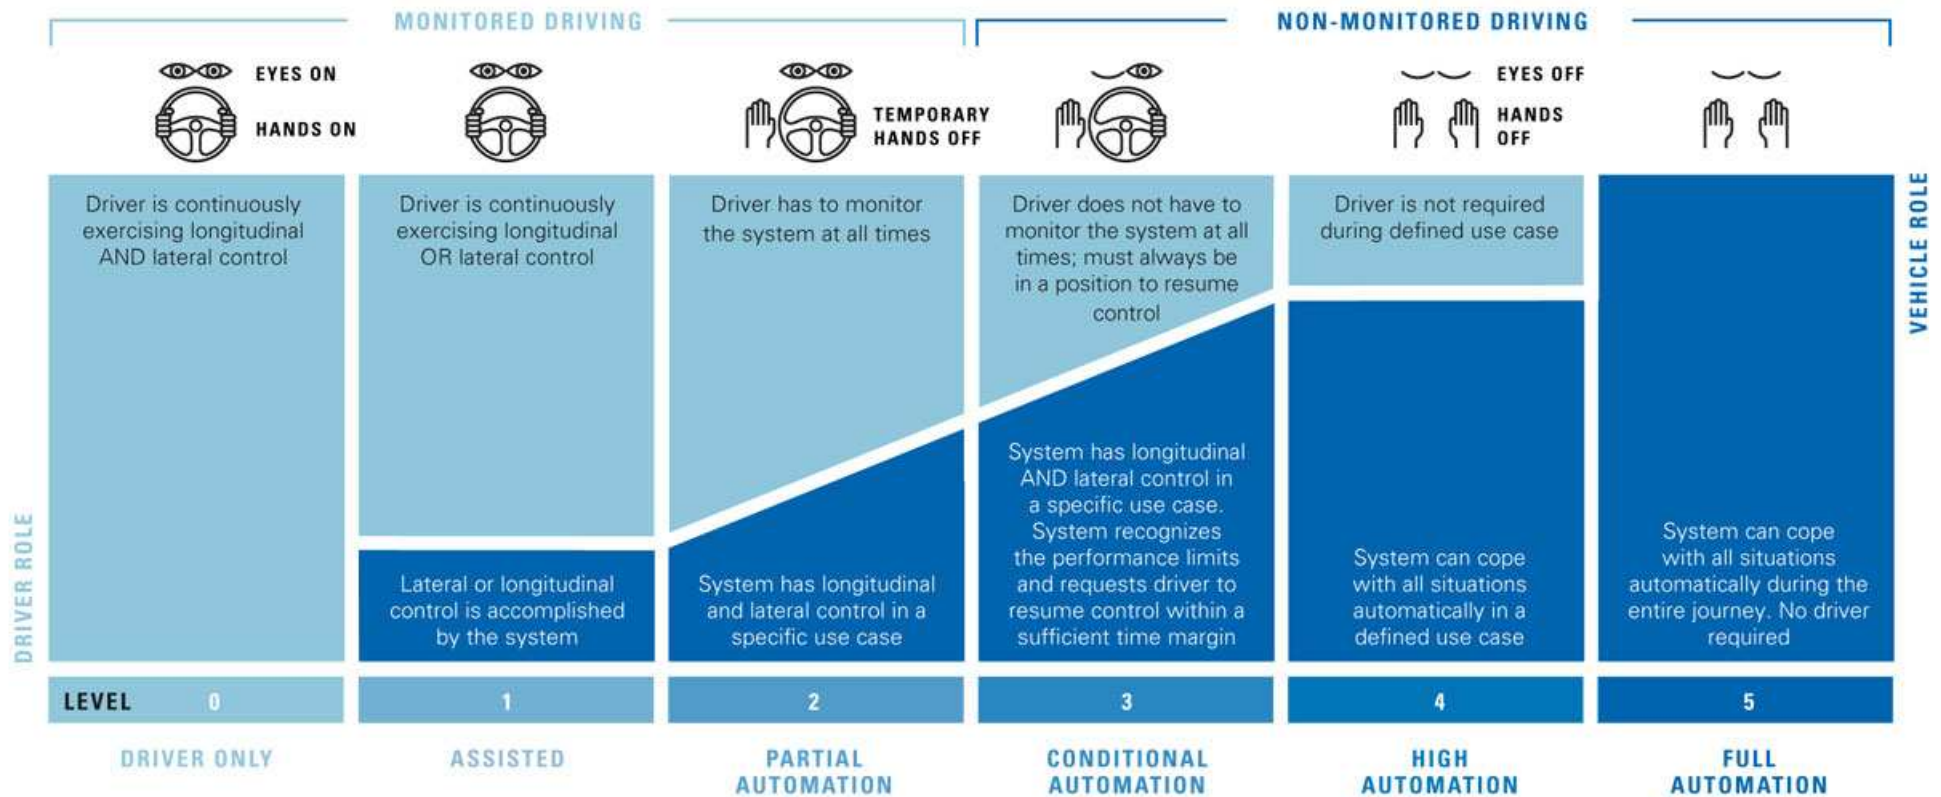 MONITORED DRIVING
NON-MONITORED DRIVING
EYES ON
HANDS ON
TEMPORARY
HANDS OFF
EYES OFF
HANDS
OFF
Driver is continuously
exercising longitudinal
AND lateral control
Driver is continuously
exercising longitudinal
OR lateral control
Driver has to monitor
the system at all times
Driver does not have to
monitor the system at all
times; must always be
in a position to resume
control
Driver is not required
during defined use case
VEHICLE ROLE
DRIVER ROLE
Lateral or longitudinal
control is accomplished
by the system
System has longitudinal
and lateral control in a
specific use case
System has longitudinal
AND lateral control in
a specific use case.
System recognizes
the performance limits
and requests driver to
resume control within a
sufficient time margin
System can cope
with all situations
automatically in a
defined use case
System can cope
with all situations
automatically during the
entire journey. No driver
required
LEVEL 0 1 2 3 4 5
DRIVER ONLY
ASSISTED
PARTIAL
AUTOMATION
CONDITIONAL
AUTOMATION
HIGH
AUTOMATION
FULL
AUTOMATION